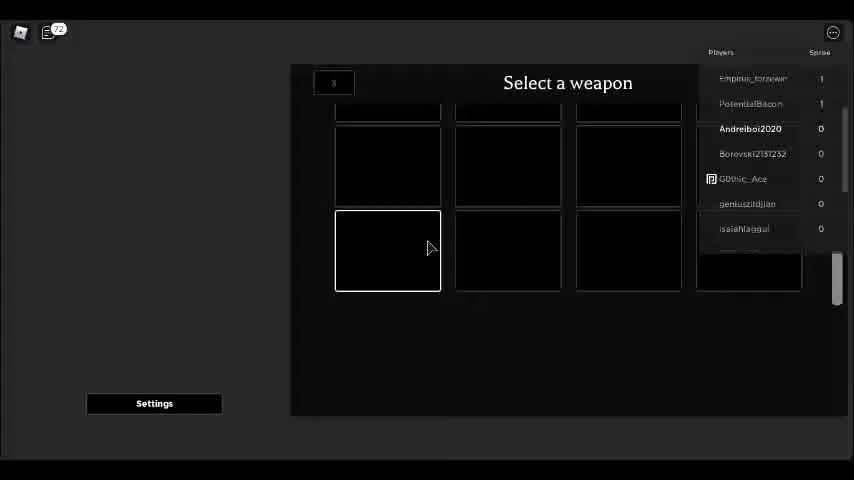 72
Players Spree
Select a weapon
Empirus_forzewin 1
PotentialBacon 1
Andreiboi2020 0
Borovski2131232 0
G0thic_Ace 0
0
isaiahlaggui 0
Settings